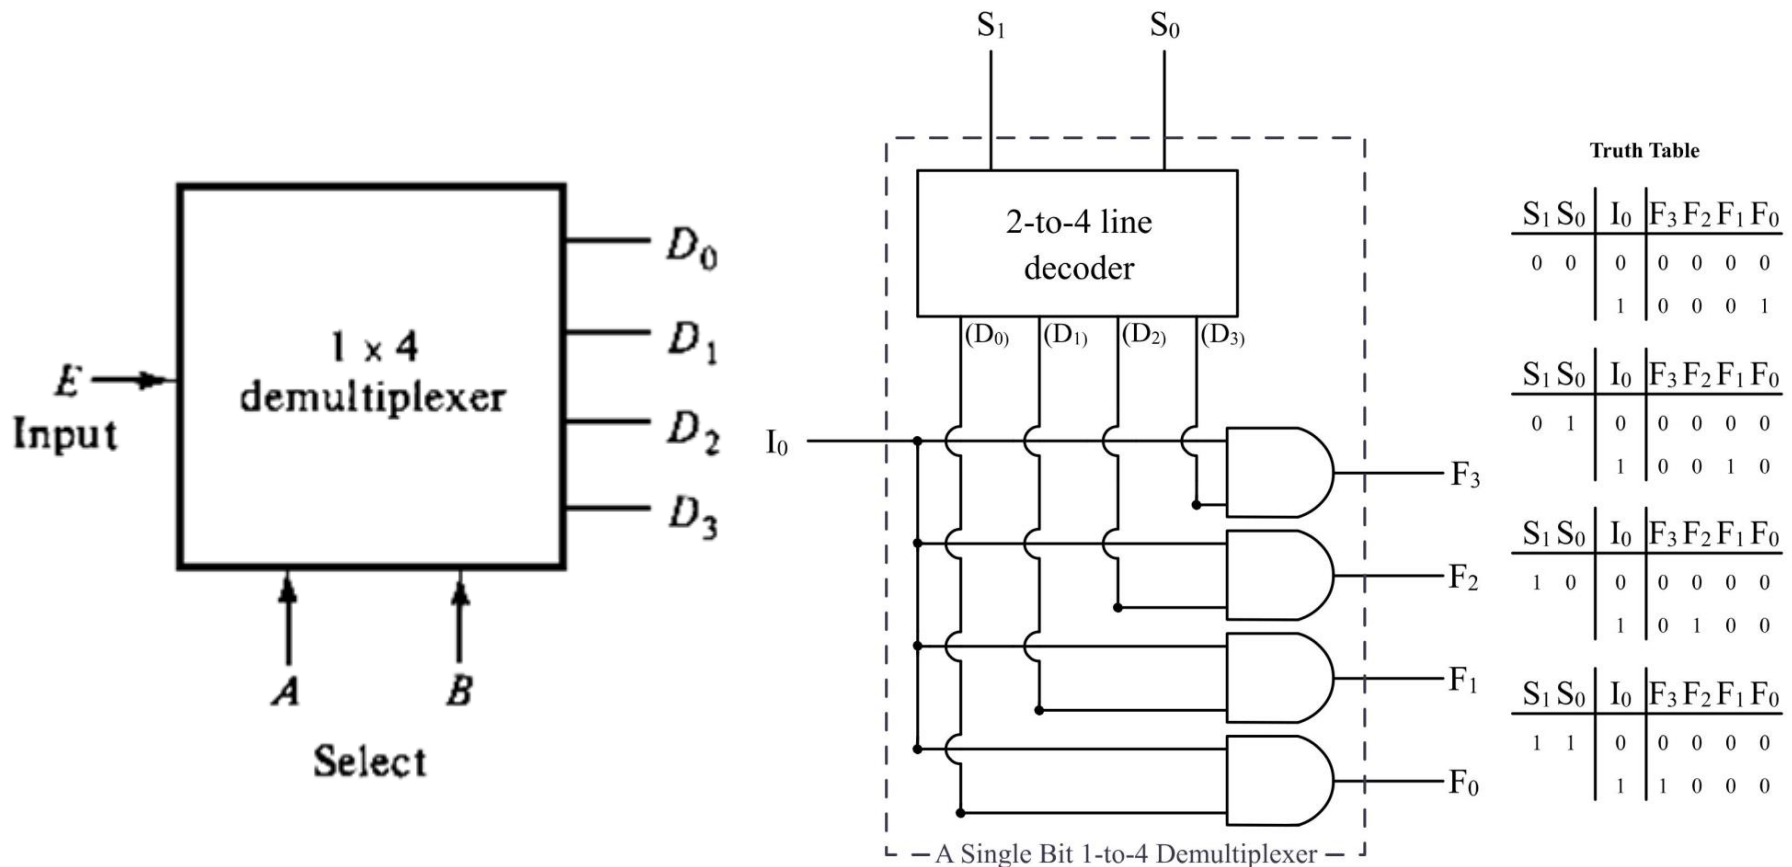 1 x 4
demultiplexer
E
Input
D0
D1
D2
D3
A
B
Select
S1
S0
2-to-4 line
decoder
(D0)
(D1)
(D2)
(D3)
I0
F3
F2
F1
F0
A Single Bit 1-to-4 Demultiplexer
Truth Table
S1 S0 I0 F3 F2 F1 F0
0 0 0 0 0 0 0
1 0 0 0 1
S1 S0 I0 F3 F2 F1 F0
0 1 0 0 0 0 0
1 0 0 1 0
S1 S0 I0 F3 F2 F1 F0
1 0 0 0 0 0 0
1 0 1 0 0
S1 S0 I0 F3 F2 F1 F0
1 1 0 0 0 0 0
1 1 0 0 0